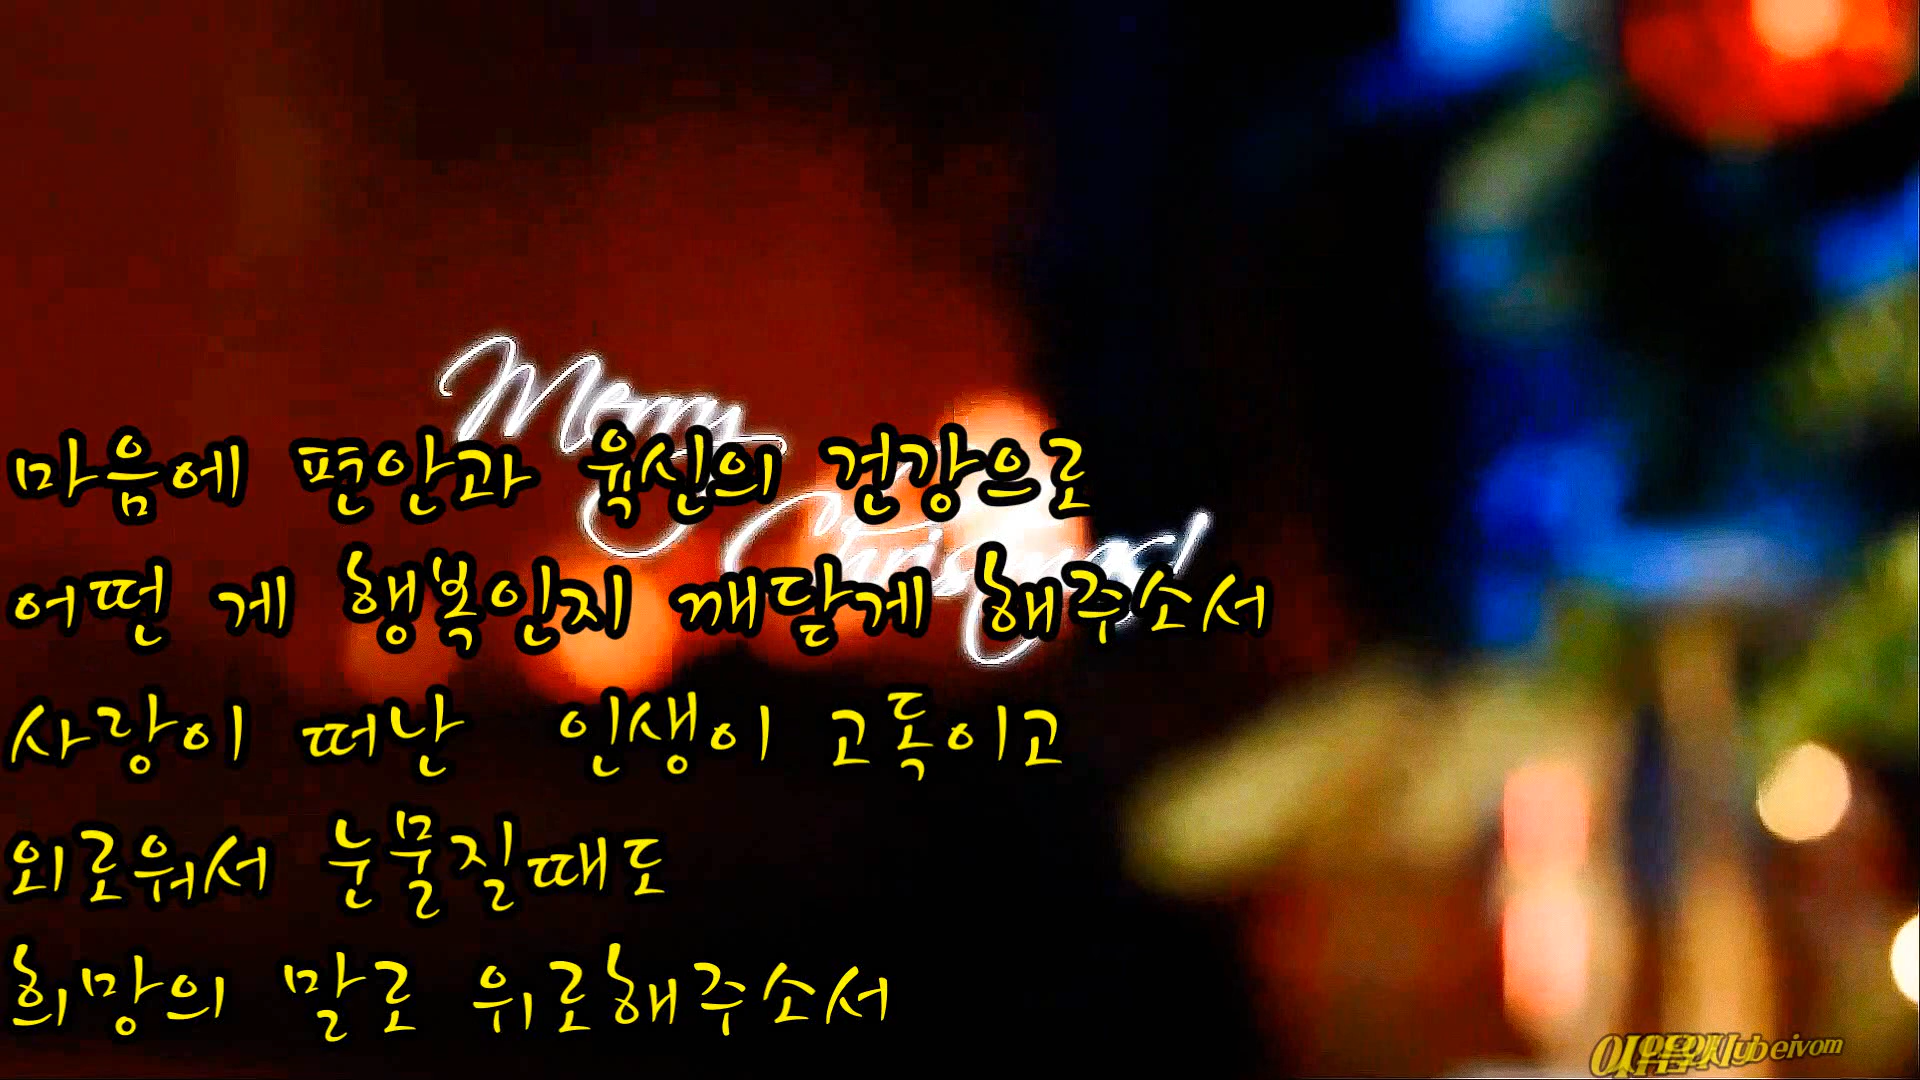 Merry
Christmas!
마음에 편안과 육신의 건강으로
어떤 게 행복인지 깨닫게 해주소서
사랑이 떠난 인생이 고독이고
외로워서 눈물질때도
희망의 말로 위로해주소서